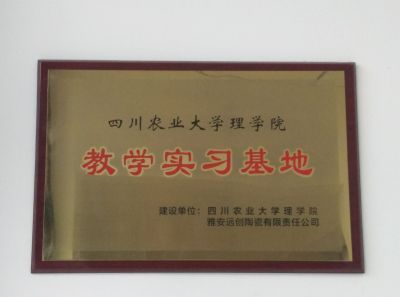 四川农业大学理学院
教学实习基地
建设单位：四川农业大学理学院
雅安远创陶瓷有限责任公司